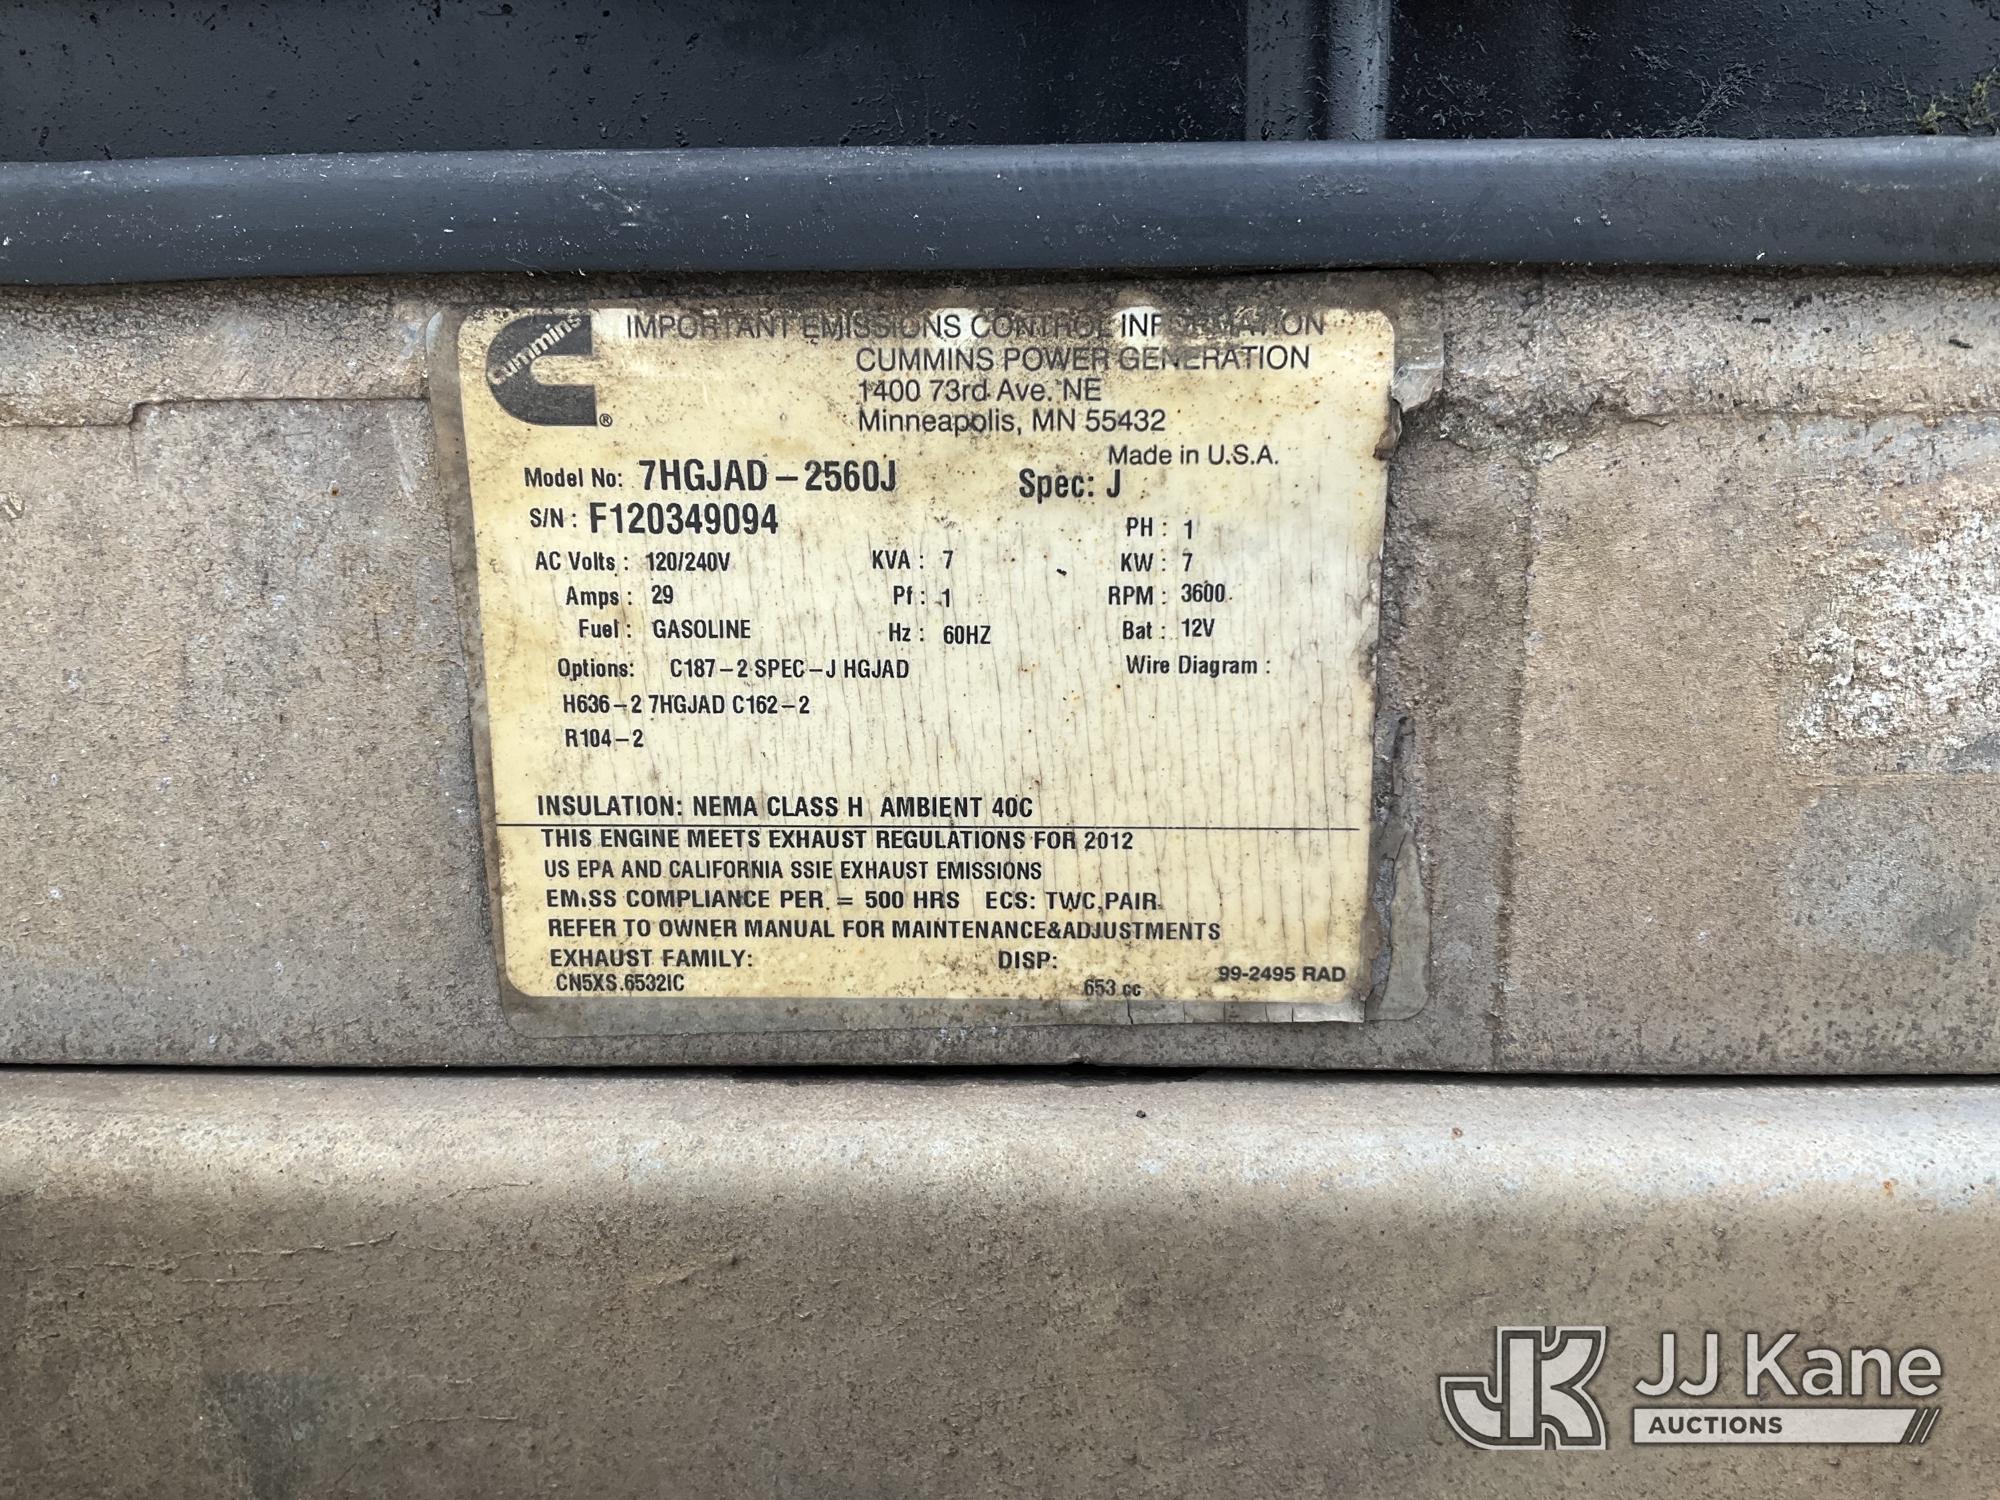 Cummins
®
IMPORTANT EMISSIONS CONTROL INFORMATION
CUMMINS POWER GENERATION
1400 73rd Ave. NE
Minneapolis, MN 55432
Made in U.S.A.
Model No: 7HGJAD-2560J Spec: J
S/N: F120349094 PH: 1
AC Volts: 120/240V KVA: 7 KW: 7
Amps: 29 Pf: 1 RPM: 3600
Fuel: GASOLINE Hz: 60HZ Bat: 12V
Options: C187-2 SPEC-J HGJAD Wire Diagram:
H636-2 7HGJAD C162-2
R104-2
INSULATION: NEMA CLASS H AMBIENT 40C
THIS ENGINE MEETS EXHAUST REGULATIONS FOR 2012
US EPA AND CALIFORNIA SSIE EXHAUST EMISSIONS
EMISS COMPLIANCE PER. = 500 HRS ECS: TWC,PAIR
REFER TO OWNER MANUAL FOR MAINTENANCE&ADJUSTMENTS
EXHAUST FAMILY: DISP:
CN5XS.6532IC 653 cc 99-2495 RAD
JK JJ Kane
AUCTIONS